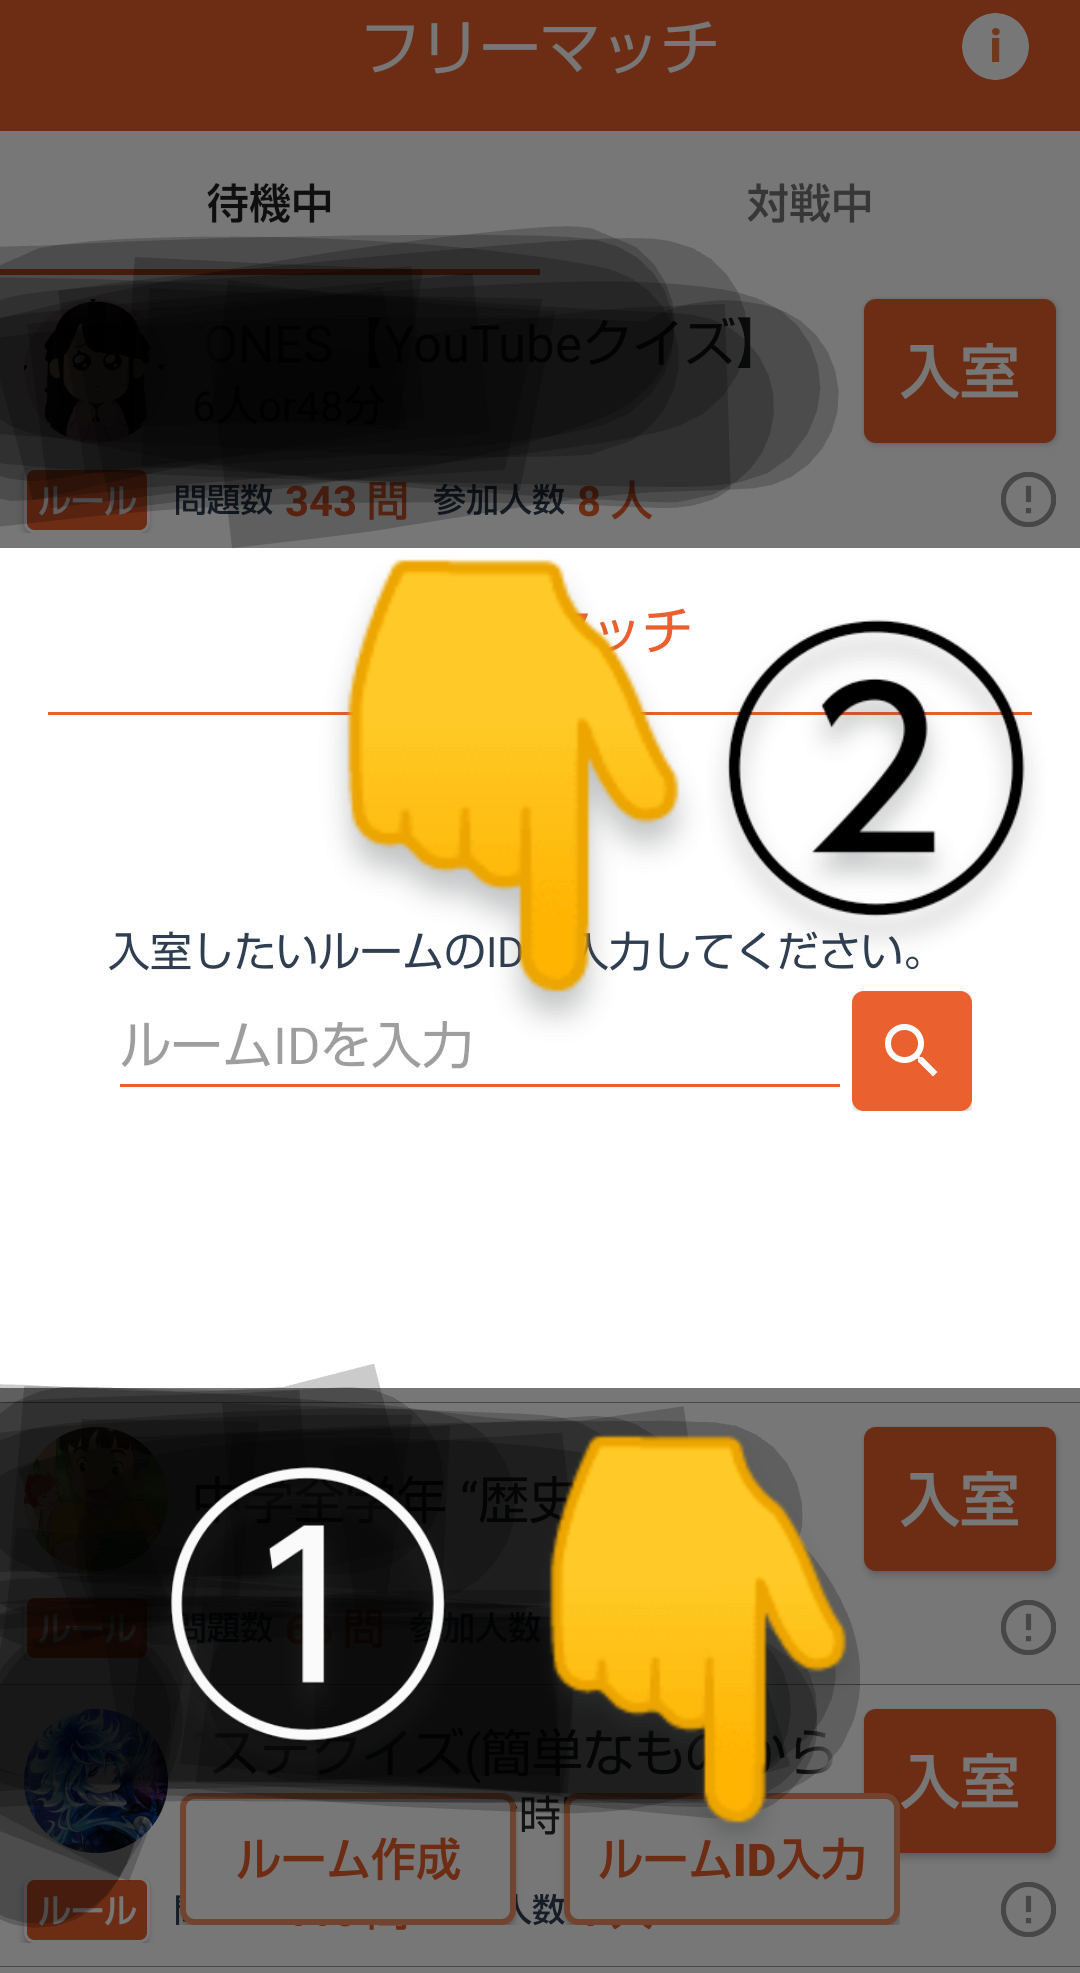 フリーマッチ
i
待機中 対戦中
ONES【YouTubeクイズ】
6人or48分
入室
ルール 問題数 343 問 参加人数 8 人
マッチ
②
入室したいルームのID 入力してください。
ルームIDを入力
中学全学年 “歴史
入室
①
ルール 問題数 問 参加人数
ステクイズ(簡単なものから
時
入室
ルーム作成 ルームID入力
ルール 人数